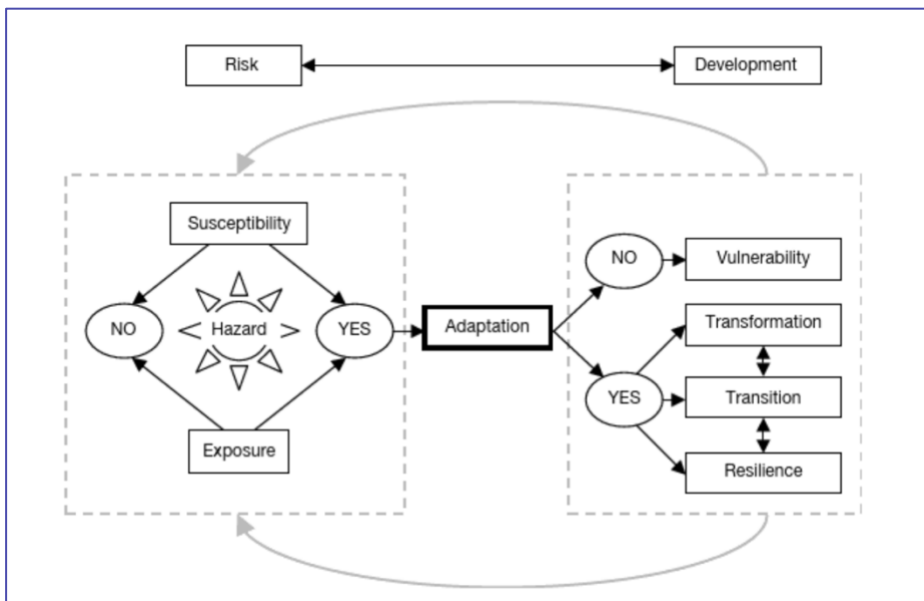 Risk
Development
Susceptibility
NO
Hazard
YES
Exposure
Adaptation
NO
Vulnerability
Transformation
YES
Transition
Resilience